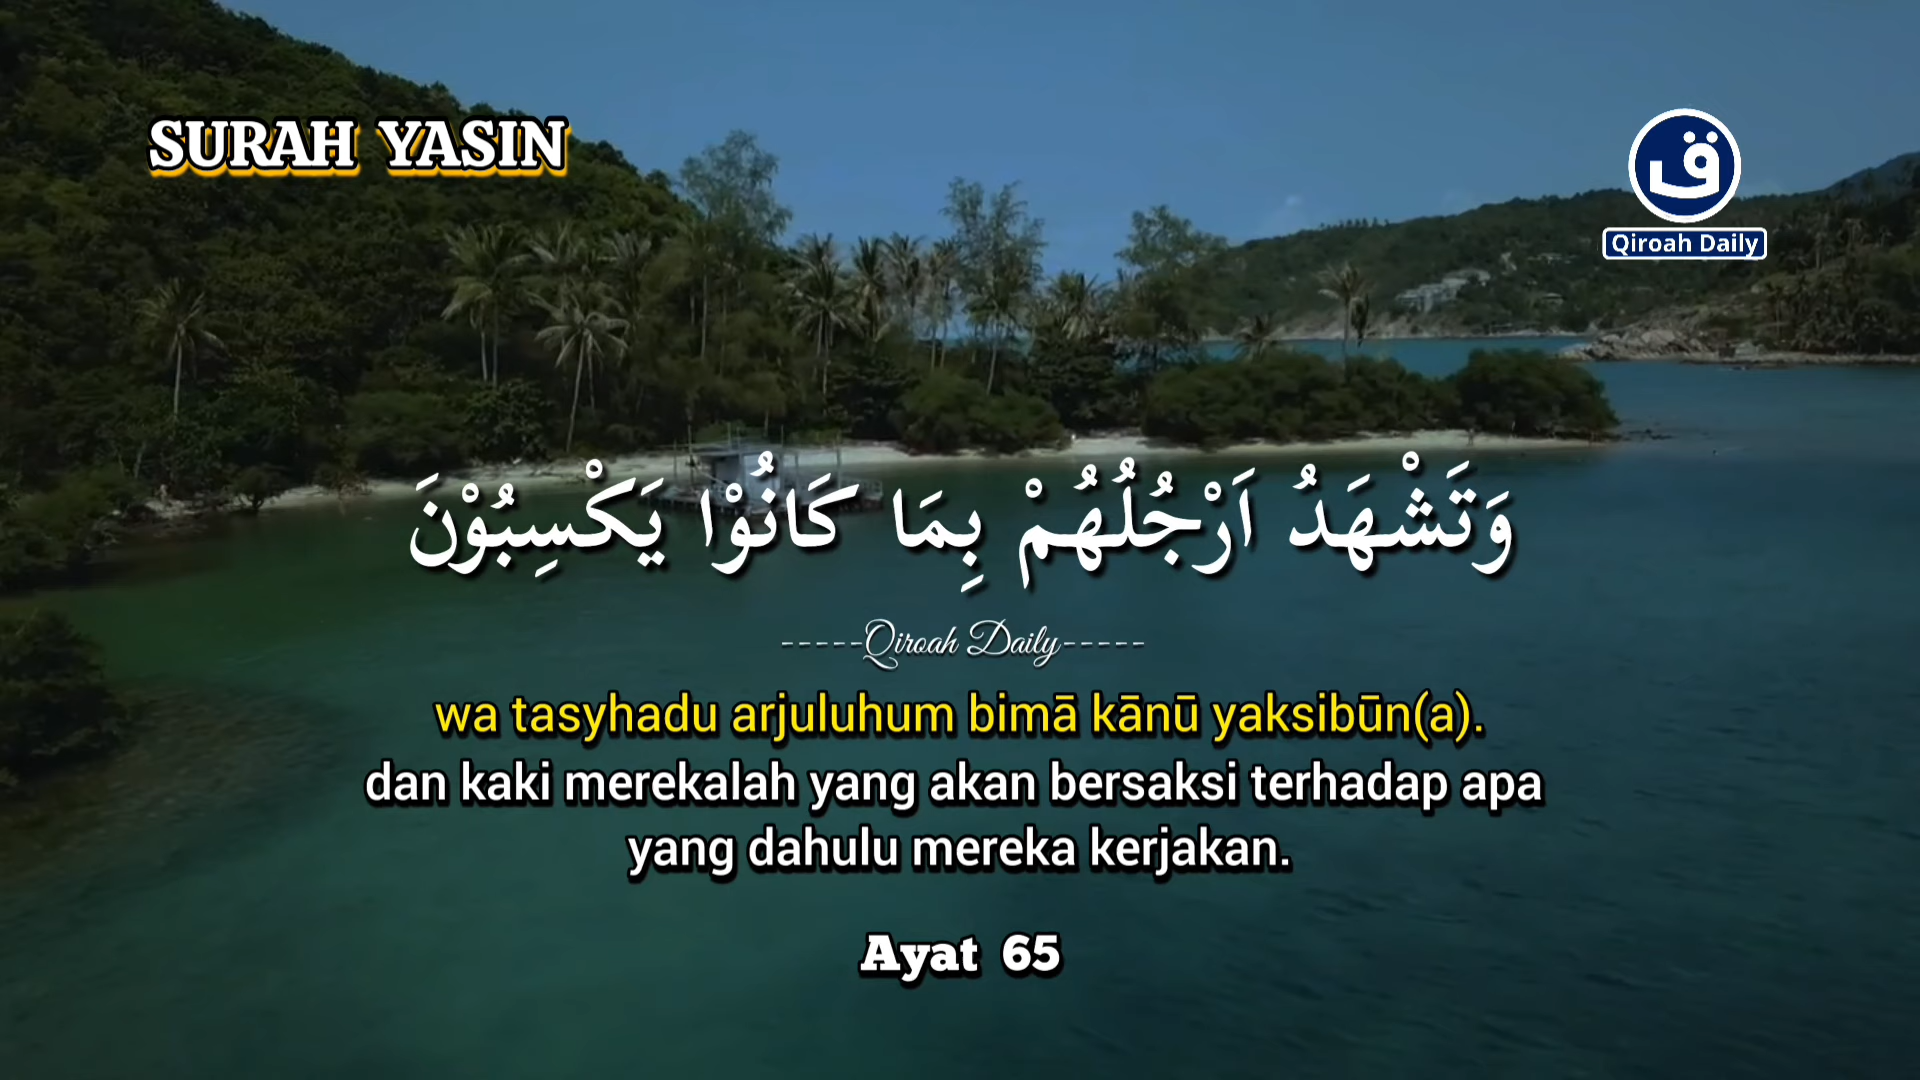 SURAH YASIN
ق
Qiroah Daily
وَتَشْهَدُ اَرْجُلُهُمْ بِمَا كَانُوْا يَكْسِبُوْنَ
-----Qiroah Daily-----
wa tasyhadu arjuluhum bimā kānū yaksibūn(a).
dan kaki merekalah yang akan bersaksi terhadap apa
yang dahulu mereka kerjakan.
Ayat 65